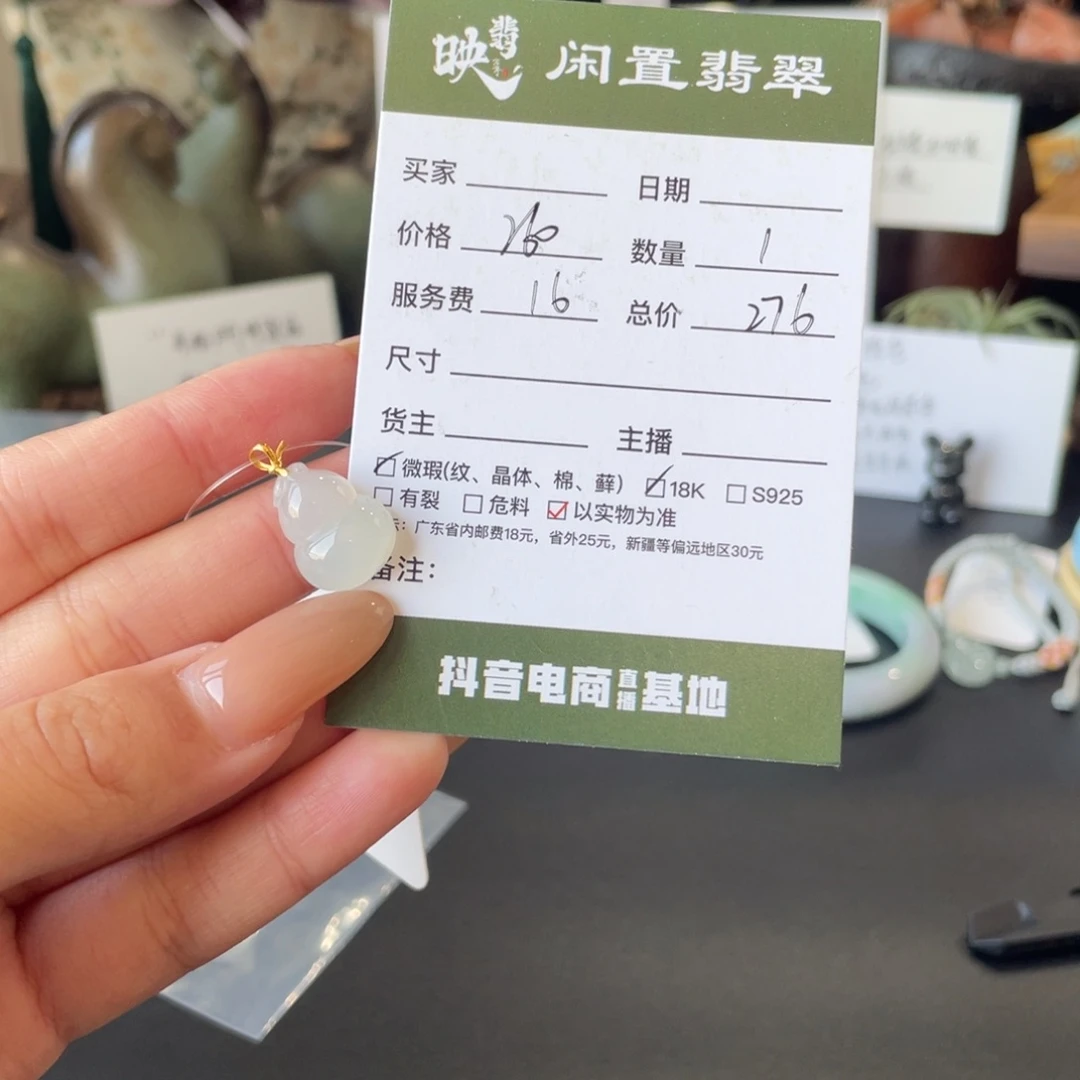 映翡 闲置翡翠
买家 日期
价格 260 数量 1
服务费 16 总价 276
尺寸
货主 主播
微瑕(纹、晶体、棉、藓) 18K S925
有裂 危料 以实物为准
示：广东省内邮费18元，省外25元，新疆等偏远地区30元
备注：
抖音电商直播基地